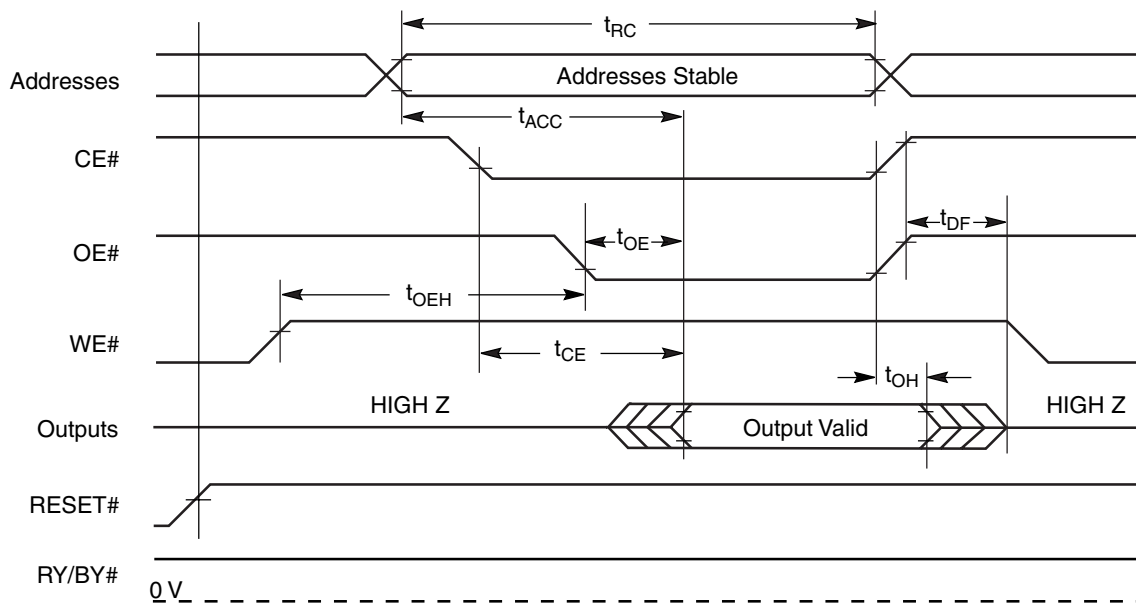 tRC
Addresses
Addresses Stable
tACC
CE#
tDF
tOE
OE#
tOEH
WE#
tCE
tOH
HIGH Z
HIGH Z
Outputs
Output Valid
RESET#
RY/BY#
0 V